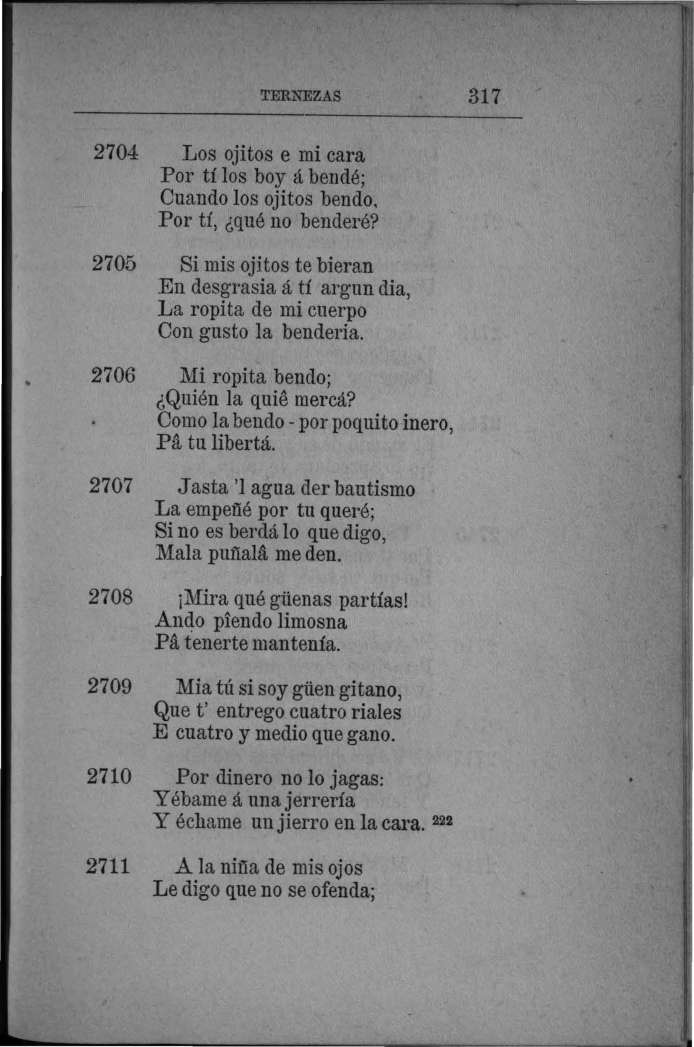 TERNEZAS 317
2704 Los ojitos e mi cara
Por tí los boy á bendé;
Cuando los ojitos bendo,
Por tí, ¿qué no benderé?
2705 Si mis ojitos te bieran
En desgrasia á tí argun dia,
La ropita de mi cuerpo
Con gusto la benderia.
2706 Mi ropita bendo;
¿Quién la quiê mercá?
Como la bendo - por poquito inero,
Pâ tu libertá.
2707 Jasta 'l agua der bautismo
La empeñé por tu queré;
Si no es berdá lo que digo,
Mala puñalâ me den.
2708 ¡Mira qué güenas partías!
Ando pîendo limosna
Pâ tenerte mantenía.
2709 Mia tú si soy güen gitano,
Que t' entrego cuatro riales
E cuatro y medio que gano.
2710 Por dinero no lo jagas:
Yébame á una jerrería
Y échame un jierro en la cara. 222
2711 A la niña de mis ojos
Le digo que no se ofenda;